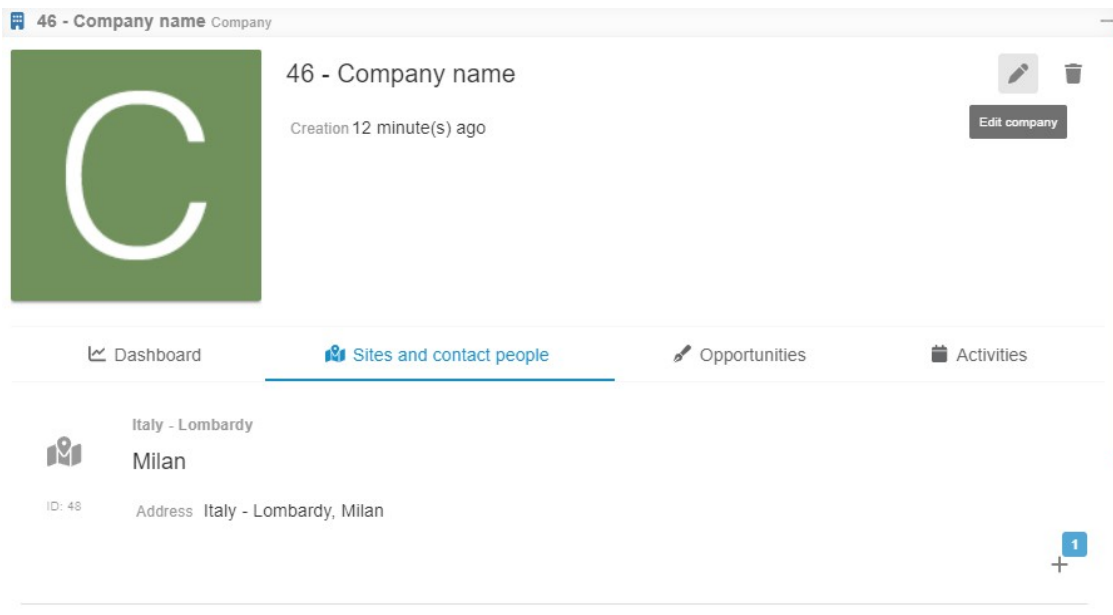 46 - Company name Company
C
46 - Company name
Creation 12 minute(s) ago
Edit company
Dashboard
Sites and contact people
Opportunities
Activities
Italy - Lombardy
Milan
ID: 48
Address Italy - Lombardy, Milan
1